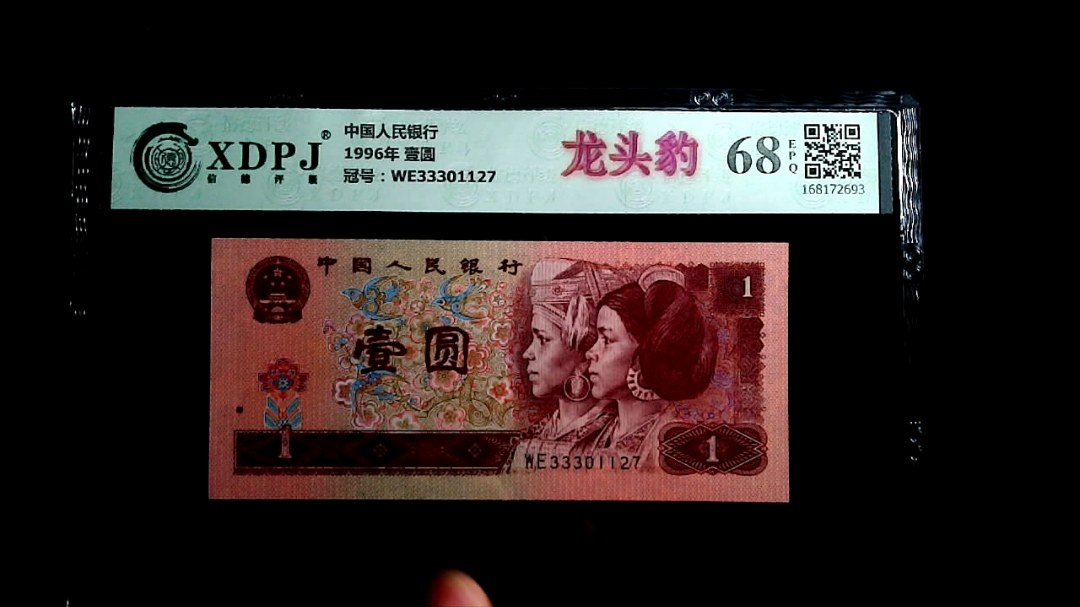 XDPJ®
信德评级
中国人民银行
1996年 壹圆
冠号：WE33301127
龙头豹
68
EPQ
168172693
中国人民银行
1
壹圆
1
WE33301127
1